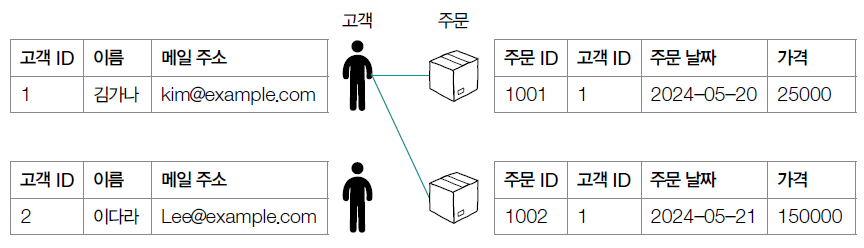 고객 주문
고객 ID 이름 메일 주소 주문 ID 고객 ID 주문 날짜 가격
1 김가나 kim@example.com 1001 1 2024-05-20 25000
고객 ID 이름 메일 주소 주문 ID 고객 ID 주문 날짜 가격
2 이다라 Lee@example.com 1002 1 2024-05-21 150000